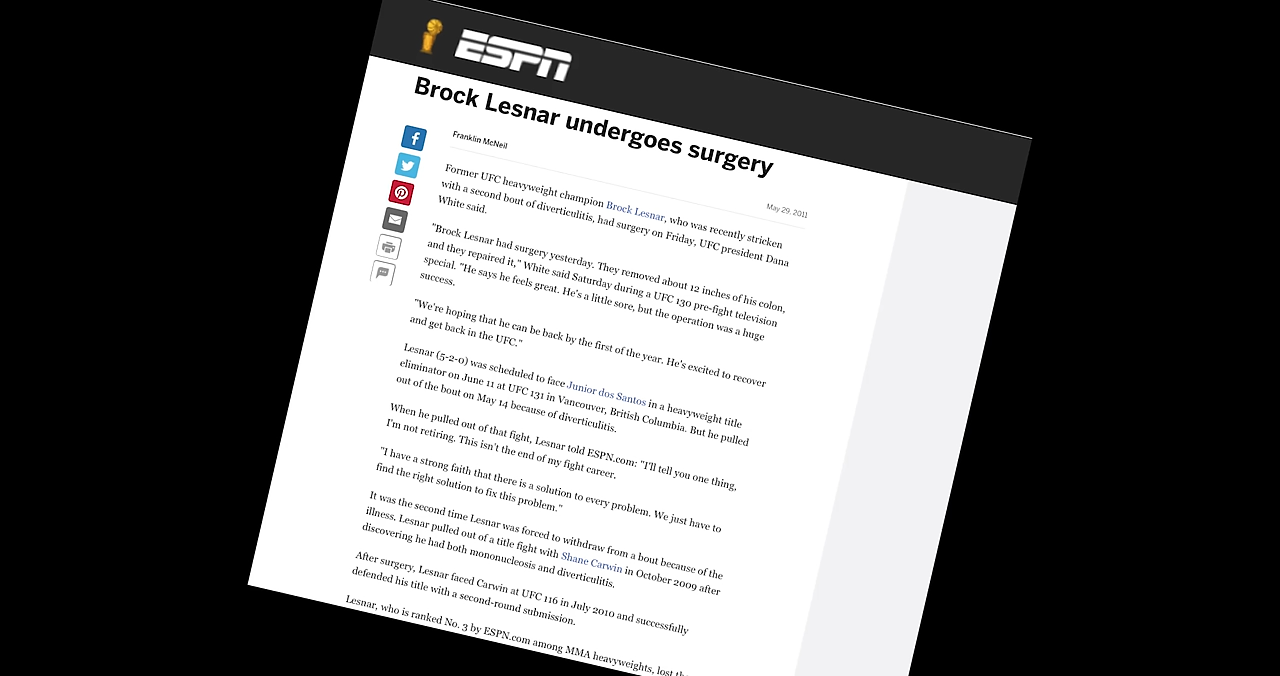 ESPN
Brock Lesnar undergoes surgery
Franklin McNeil
May 29, 2011
Former UFC heavyweight champion Brock Lesnar, who was recently stricken
with a second bout of diverticulitis, had surgery on Friday, UFC president Dana
White said.
"Brock Lesnar had surgery yesterday. They removed about 12 inches of his colon,
and they repaired it," White said Saturday during a UFC 130 pre-fight television
special. "He says he feels great. He's a little sore, but the operation was a huge
success.
"We're hoping that he can be back by the first of the year. He's excited to recover
and get back in the UFC."
Lesnar (5-2-0) was scheduled to face Junior dos Santos in a heavyweight title
eliminator on June 11 at UFC 131 in Vancouver, British Columbia. But he pulled
out of the bout on May 14 because of diverticulitis.
When he pulled out of that fight, Lesnar told ESPN.com: "I'll tell you one thing,
I'm not retiring. This isn't the end of my fight career.
"I have a strong faith that there is a solution to every problem. We just have to
find the right solution to fix this problem."
It was the second time Lesnar was forced to withdraw from a bout because of the
illness. Lesnar pulled out of a title fight with Shane Carwin in October 2009 after
discovering he had both mononucleosis and diverticulitis.
After surgery, Lesnar faced Carwin at UFC 116 in July 2010 and successfully
defended his title with a second-round submission.
Lesnar, who is ranked No. 3 by ESPN.com among MMA heavyweights, lost